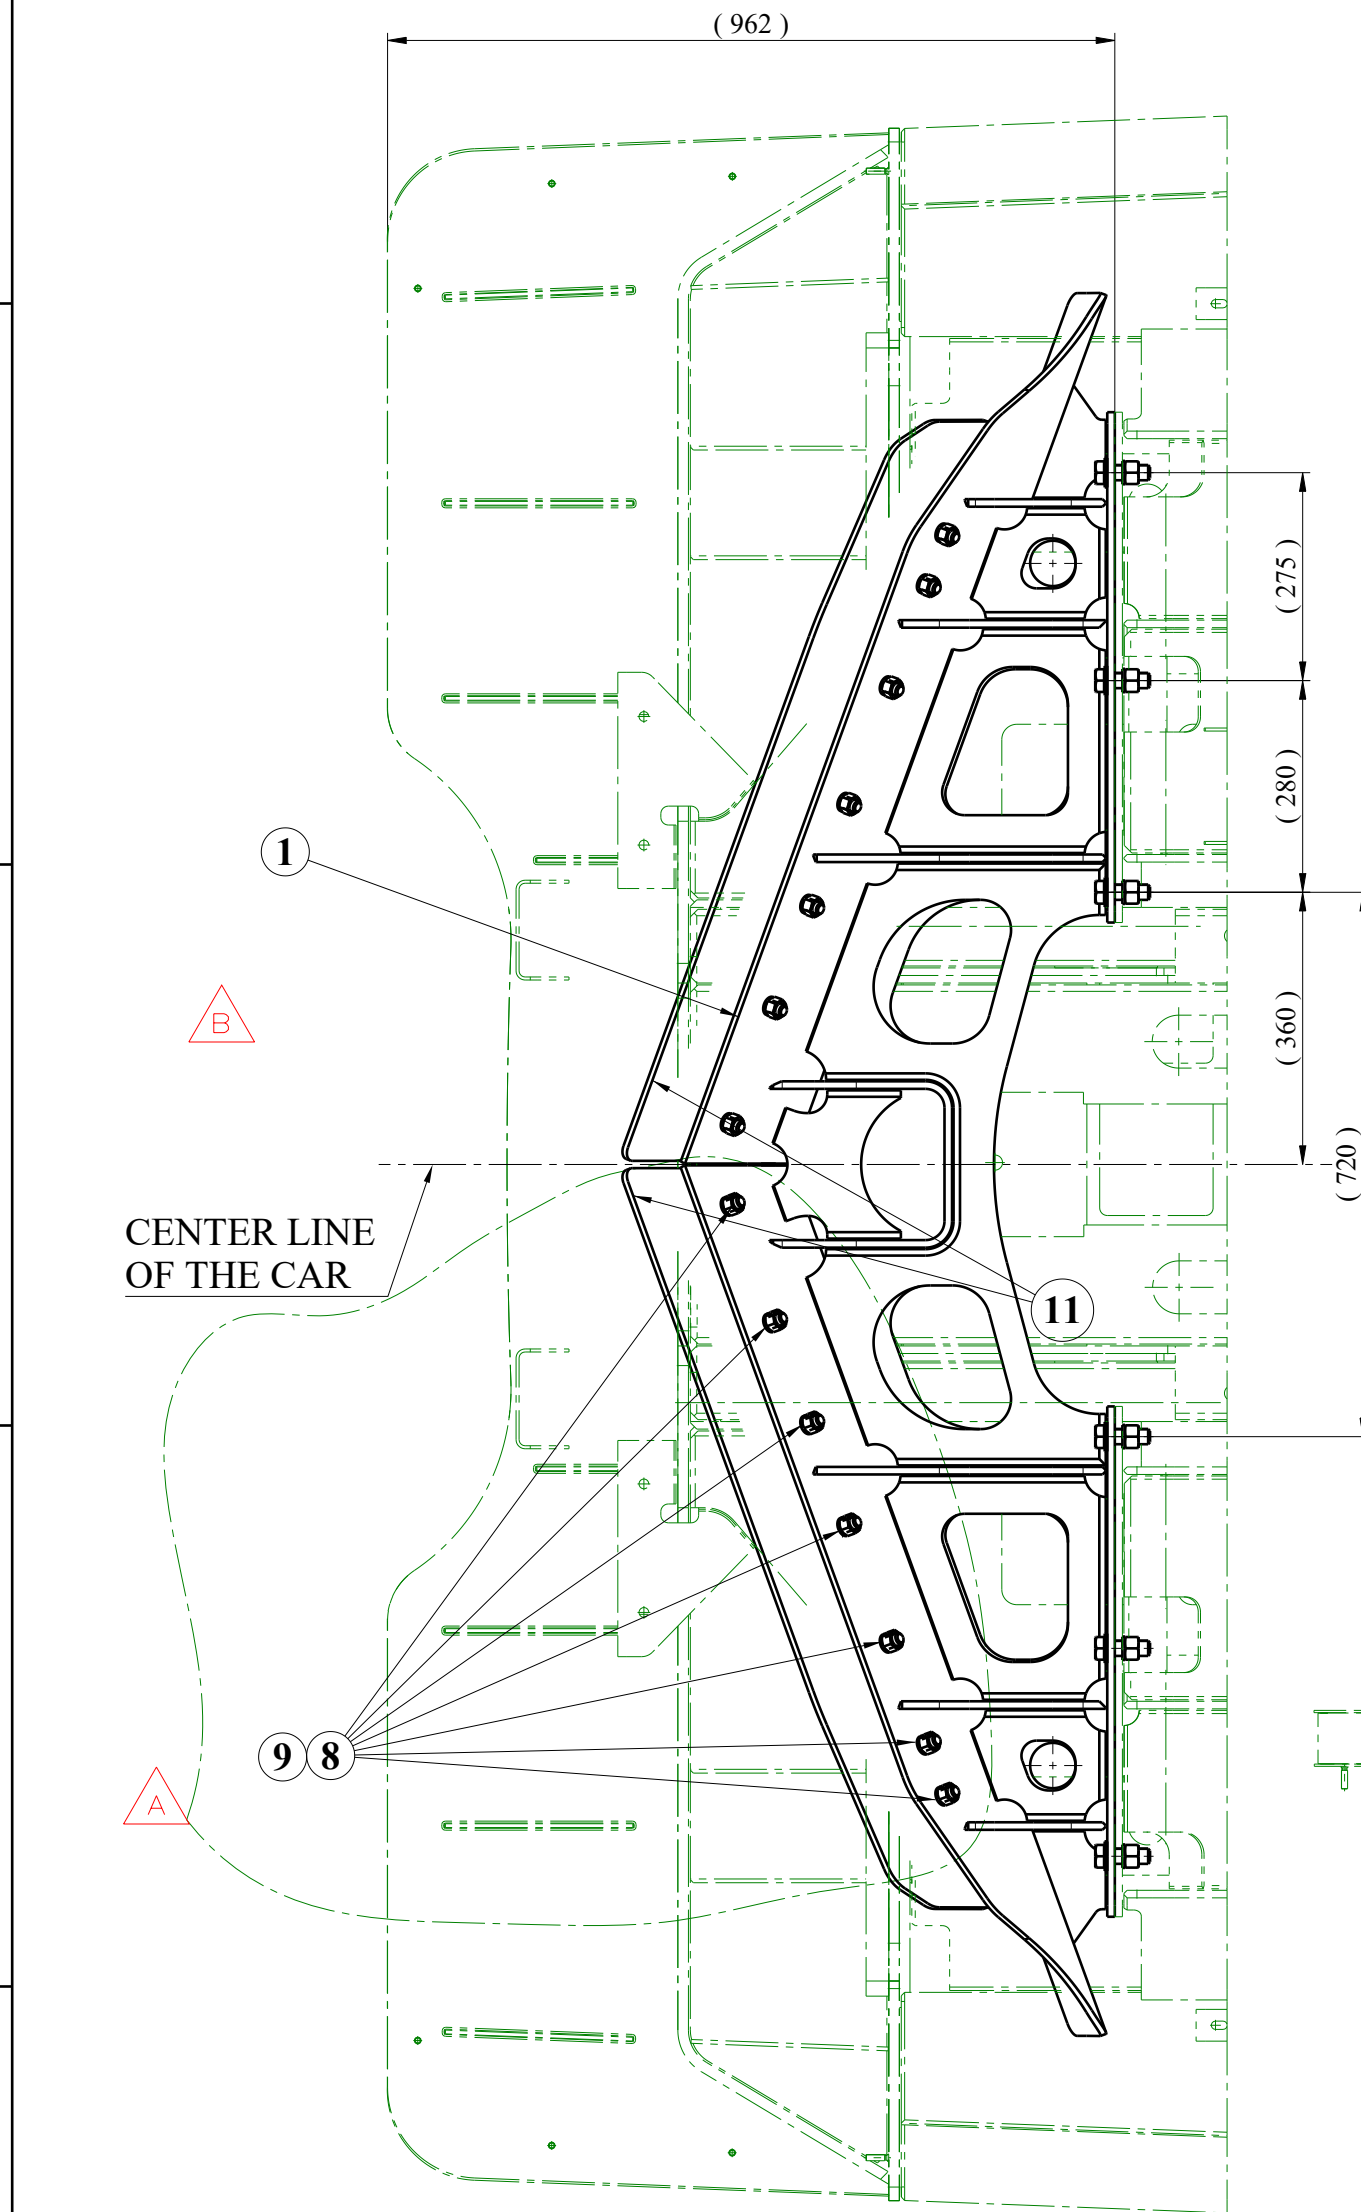 ( 962 )
( 275 )
( 280 )
1
B
( 360 )
( 720 )
CENTER LINE
OF THE CAR
11
9 8
A